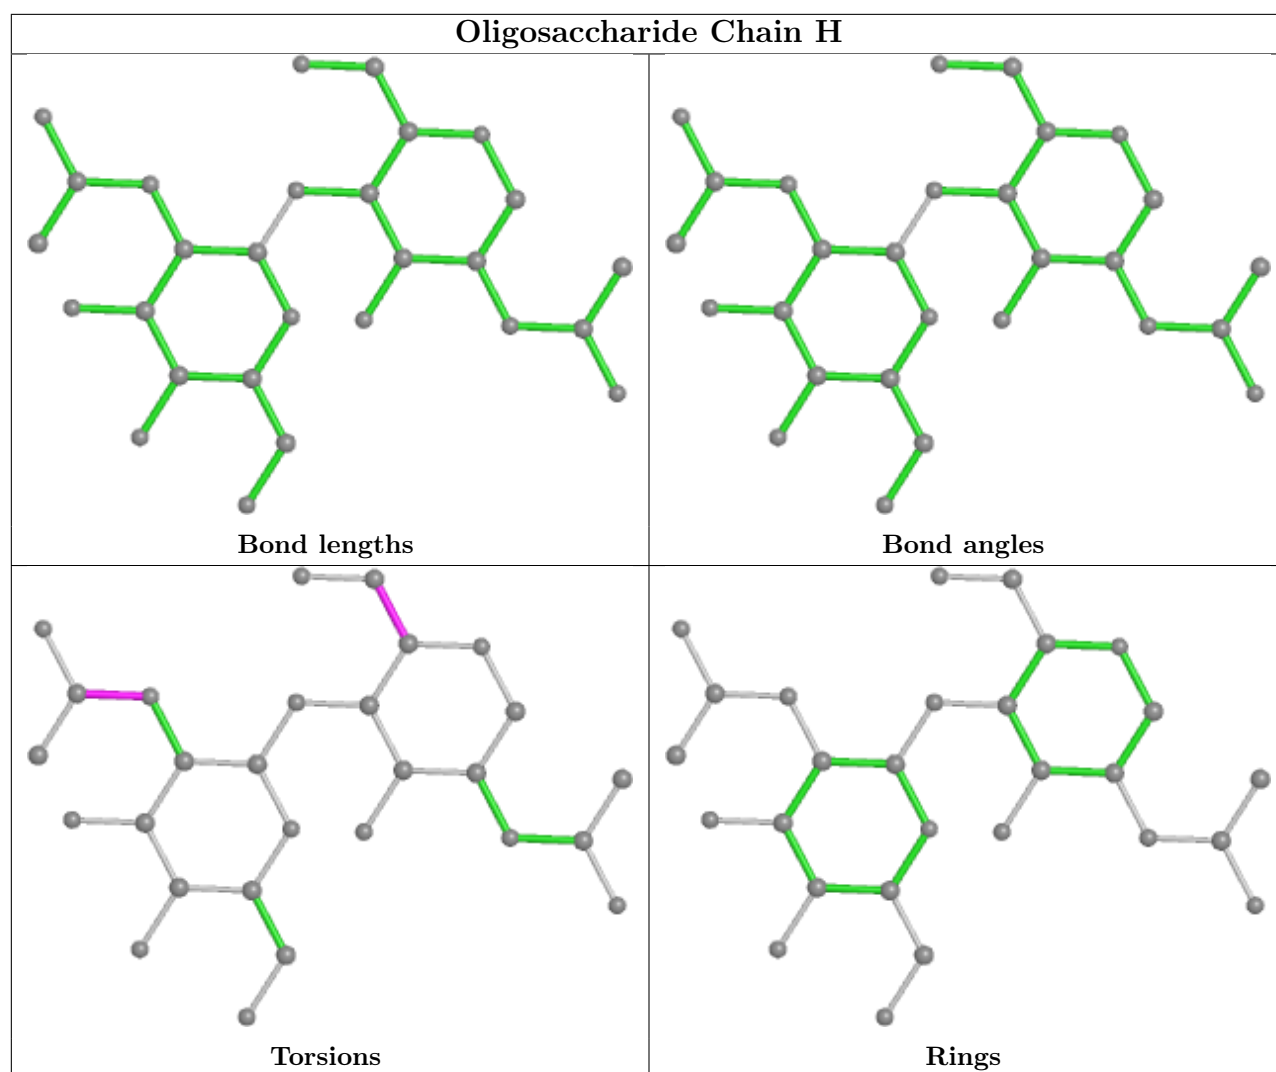 Oligosaccharide Chain H
Bond lengths
Bond angles
Torsions
Rings